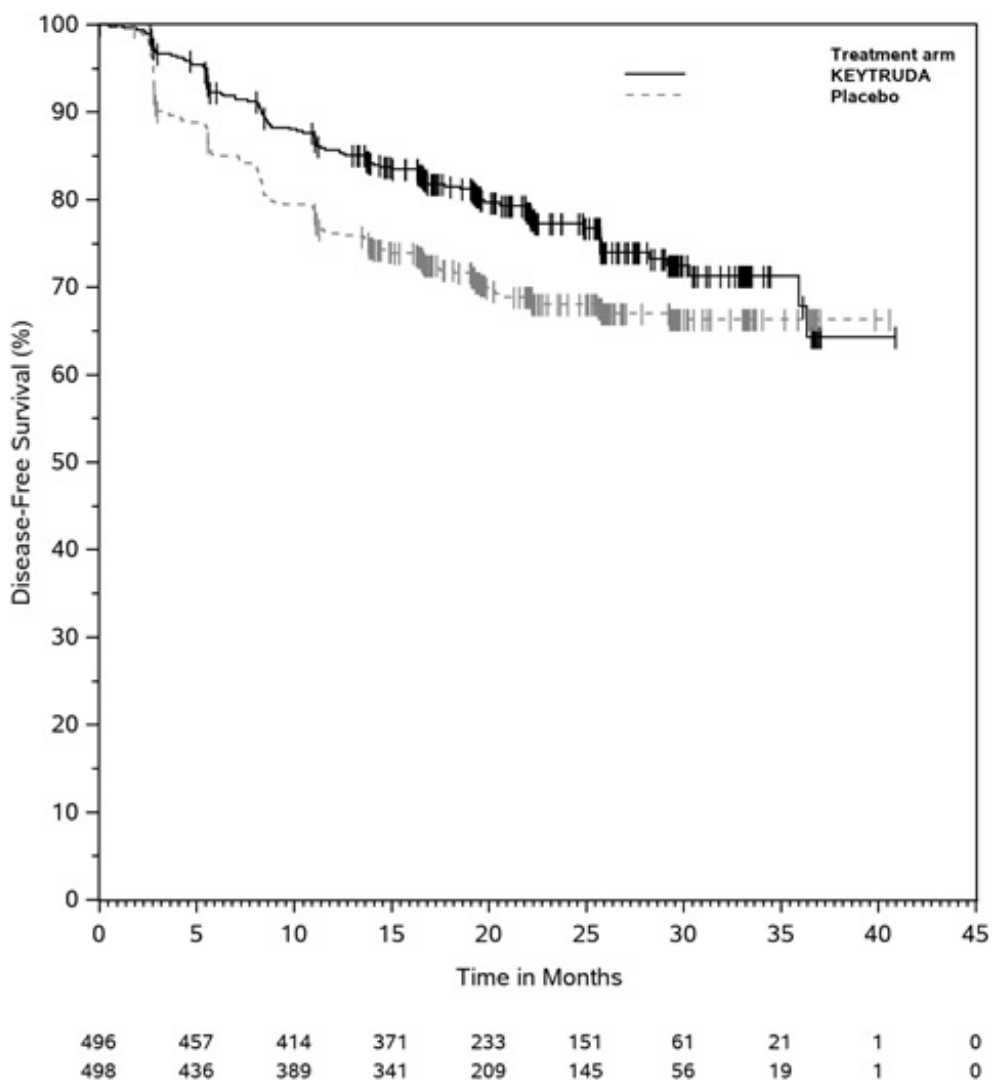 Treatment arm
KEYTRUDA
Placebo
Disease-Free Survival (%)
100
90
80
70
60
50
40
30
20
10
0
0 5 10 15 20 25 30 35 40 45
Time in Months
496 457 414 371 233 151 61 21 1 0
498 436 389 341 209 145 56 19 1 0